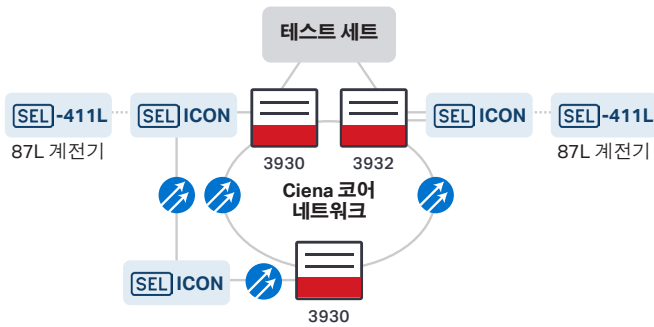 테스트 세트
SEL-411L
SEL ICON
SEL ICON
SEL-411L
87L 계전기
87L 계전기
3930
3932
Ciena 코어
네트워크
SEL ICON
3930